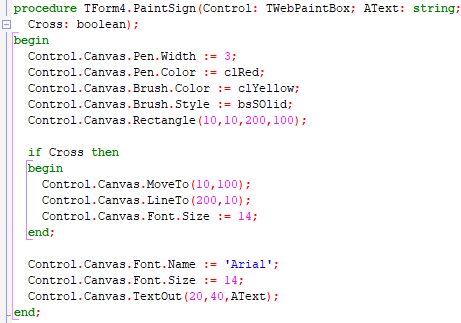 procedure TForm4.PaintSign(Control: TWebPaintBox; AText: string;
  Cross: boolean);
begin
  Control.Canvas.Pen.Width := 3;
  Control.Canvas.Pen.Color := clRed;
  Control.Canvas.Brush.Color := clYellow;
  Control.Canvas.Brush.Style := bsSOlid;
  Control.Canvas.Rectangle(10,10,200,100);

  if Cross then
  begin
    Control.Canvas.MoveTo(10,100);
    Control.Canvas.LineTo(200,10);
    Control.Canvas.Font.Size := 14;
  end;

  Control.Canvas.Font.Name := 'Arial';
  Control.Canvas.Font.Size := 14;
  Control.Canvas.TextOut(20,40,AText);
end;